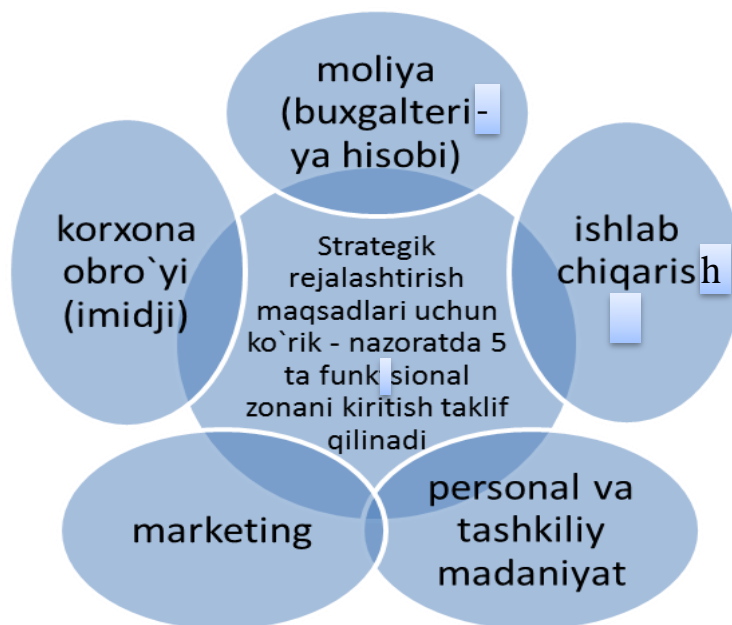 moliya
(buxgalteri-
ya hisobi)
korxona
obro`yi
(imidji)
ishlab
chiqarish
Strategik
rejalashtirish
maqsadlari uchun
ko`rik - nazoratda 5
ta funksional
zonani kiritish taklif
qilinadi
marketing
personal va
tashkiliy
madaniyat